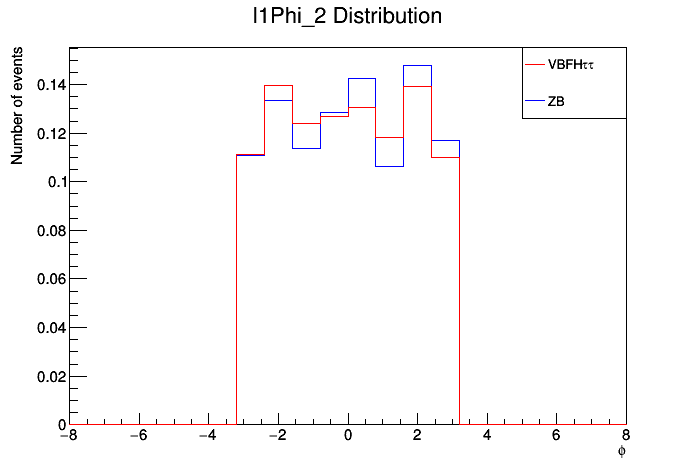 l1Phi_2 Distribution
Number of events
VBFHττ
ZB
0.14
0.12
0.1
0.08
0.06
0.04
0.02
0
−8 −6 −4 −2 0 2 4 6 8
ϕ